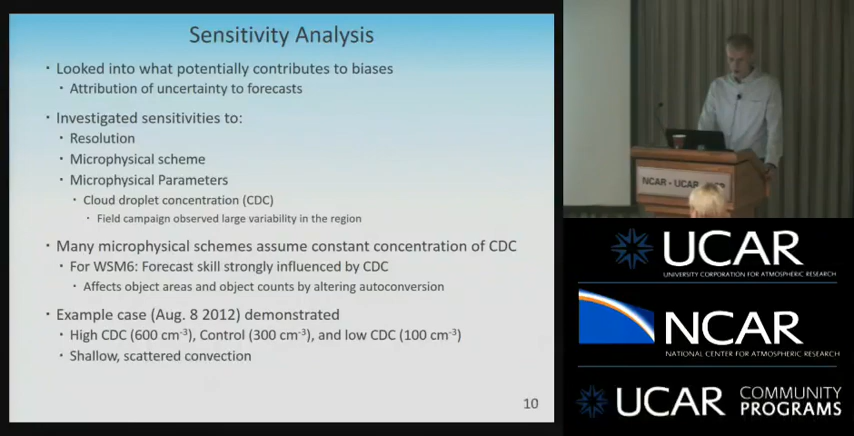 Sensitivity Analysis
• Looked into what potentially contributes to biases
• Attribution of uncertainty to forecasts
• Investigated sensitivities to:
• Resolution
• Microphysical scheme
• Microphysical Parameters
• Cloud droplet concentration (CDC)
• Field campaign observed large variability in the region
• Many microphysical schemes assume constant concentration of CDC
• For WSM6: Forecast skill strongly influenced by CDC
• Affects object areas and object counts by altering autoconversion
• Example case (Aug. 8 2012) demonstrated
• High CDC (600 cm⁻³), Control (300 cm⁻³), and low CDC (100 cm⁻³)
• Shallow, scattered convection
10
NCAR - UCAR
UCAR
UNIVERSITY CORPORATION FOR ATMOSPHERIC RESEARCH
NCAR
NATIONAL CENTER FOR ATMOSPHERIC RESEARCH
UCAR COMMUNITY
PROGRAMS